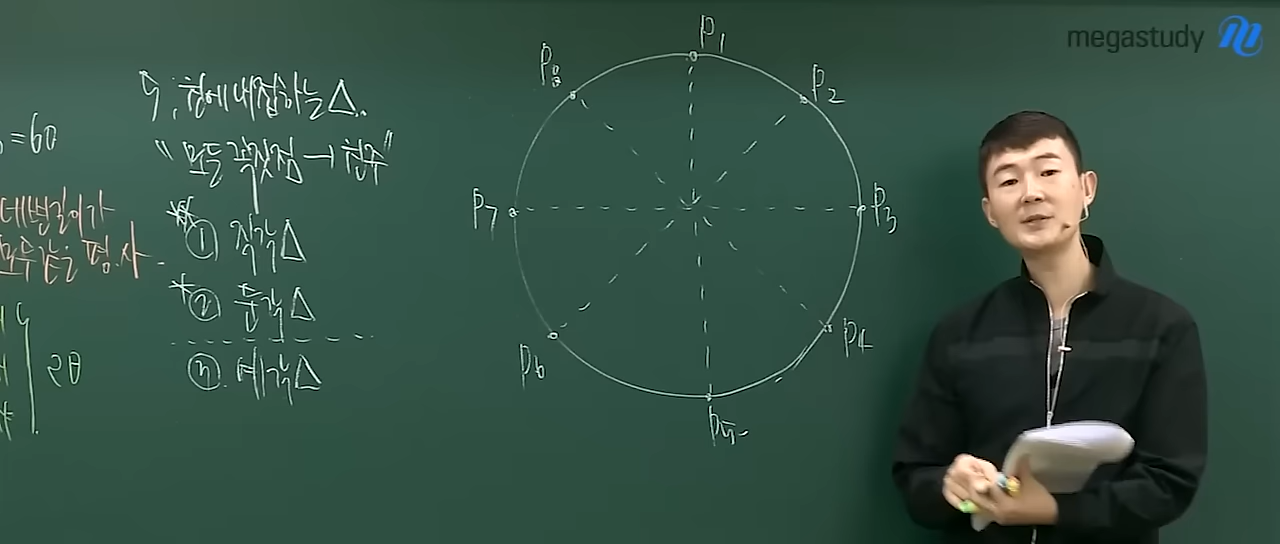 megastudy
=60
데변길이가
모두같은 평.사.
2θ
4. 원에 내접하는 △..
"모든 꼭짓점 → 원주"
① 직각△
② 둔각△
③. 예각△
P₁
P₂
P₃
P₄
P₅
P₆
P₇
P₈